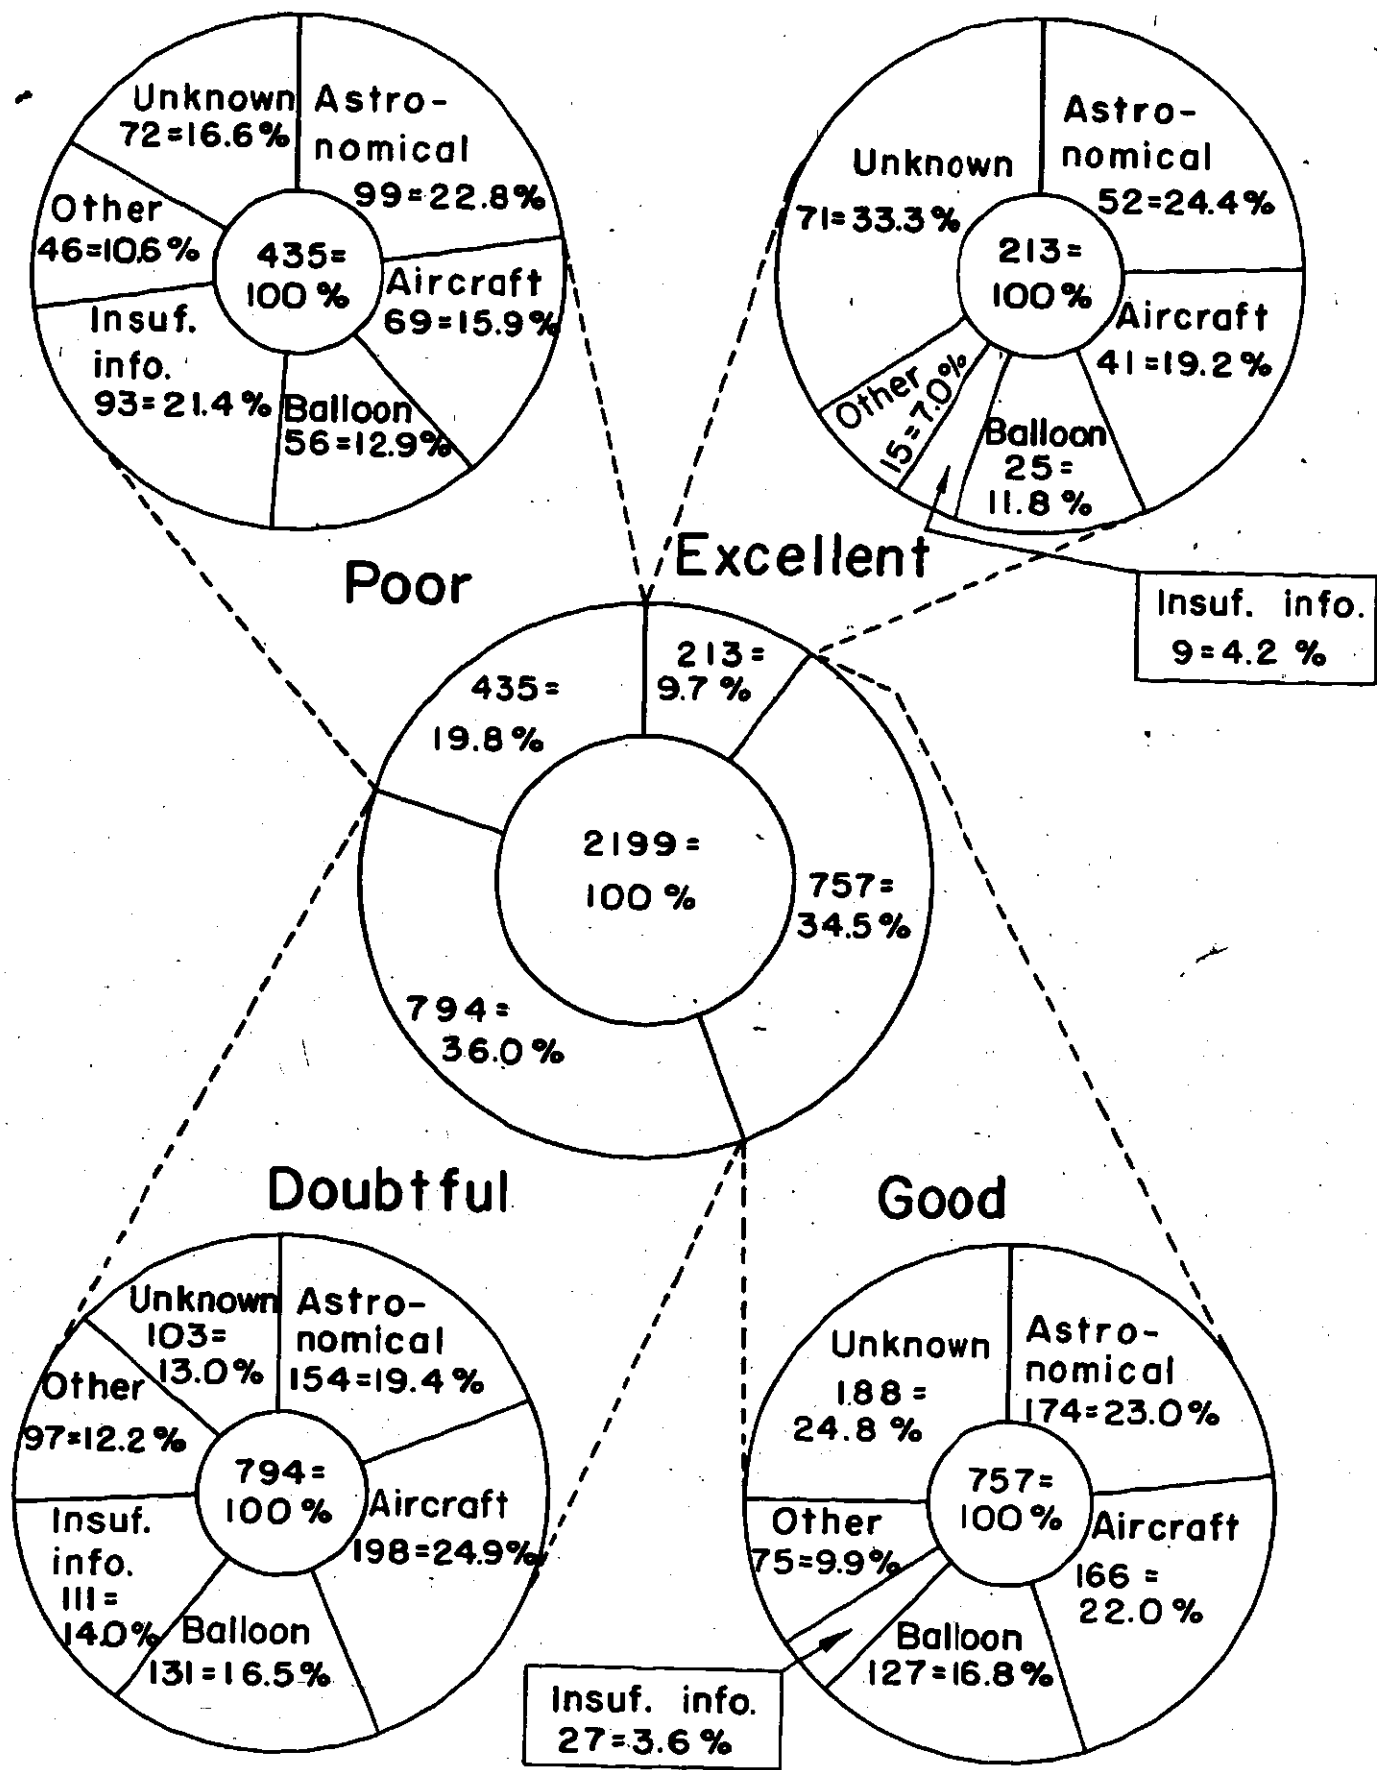 Unknown
72=16.6%
Astro-
nomical
99=22.8%
Other
46=10.6%
435=
100%
Aircraft
69=15.9%
Insuf.
info.
93=21.4%
Balloon
56=12.9%
Poor
Unknown
71=33.3%
Astro-
nomical
52=24.4%
213=
100%
Aircraft
41=19.2%
Other
15=7.0%
Balloon
25=
11.8%
Excellent
Insuf. info.
9=4.2%
435=
19.8%
213=
9.7%
2199=
100%
757=
34.5%
794=
36.0%
Doubtful
Unknown
103=
13.0%
Astro-
nomical
154=19.4%
Other
97=12.2%
794=
100%
Aircraft
198=24.9%
Insuf.
info.
111=
14.0%
Balloon
131=16.5%
Good
Unknown
188=
24.8%
Astro-
nomical
174=23.0%
757=
100%
Other
75=9.9%
Aircraft
166=
22.0%
Balloon
127=16.8%
Insuf. info.
27=3.6%